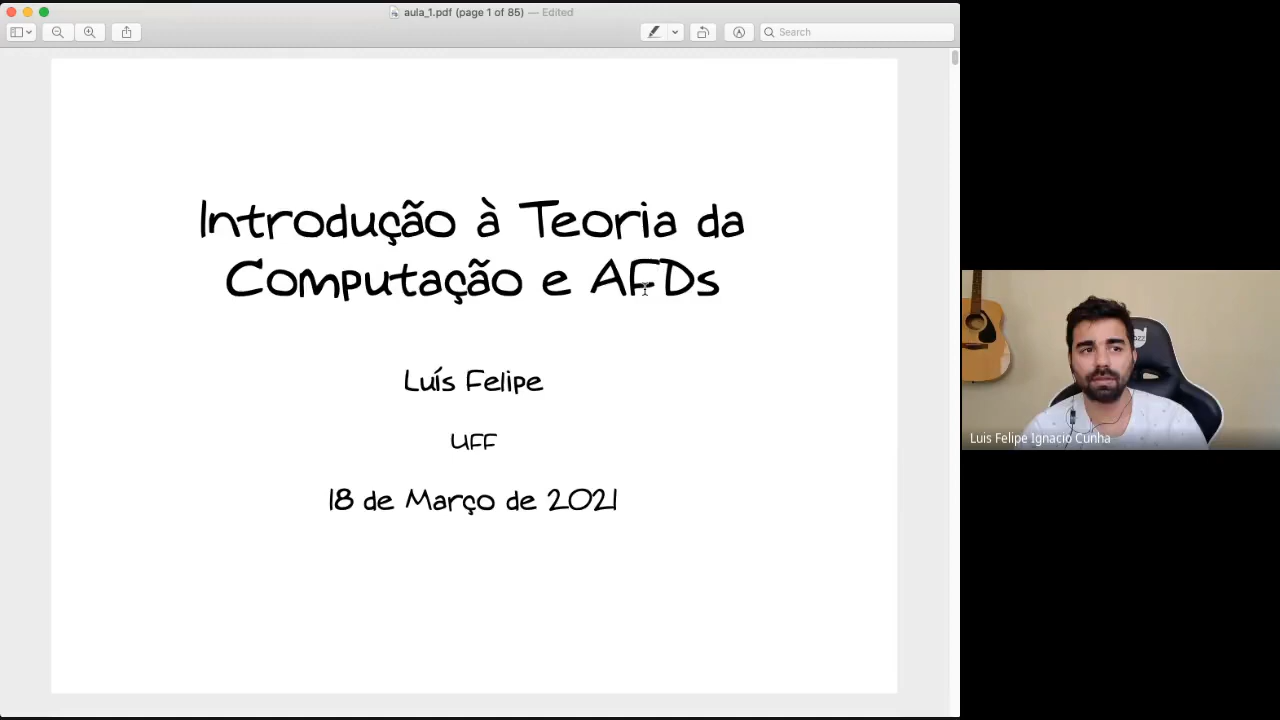 aula_1.pdf (page 1 of 85) — Edited
Search
Introdução à Teoria da
Computação e AFDs
Luís Felipe
UFF
18 de Março de 2021
Luis Felipe Ignacio Cunha